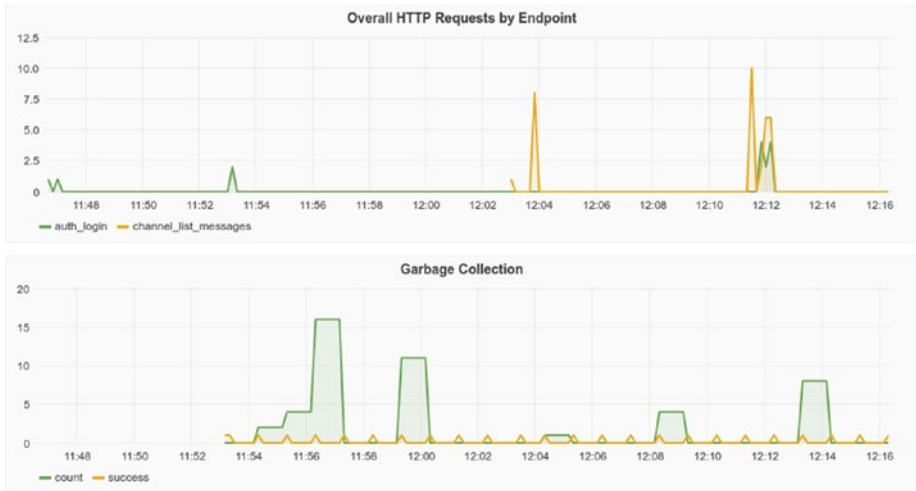 Overall HTTP Requests by Endpoint
12.5
10.0
7.5
5.0
2.5
0
11:48 11:50 11:52 11:54 11:56 11:58 12:00 12:02 12:04 12:06 12:08 12:10 12:12 12:14 12:16
auth_login channel_list_messages
Garbage Collection
20
15
10
5
0
11:48 11:50 11:52 11:54 11:56 11:58 12:00 12:02 12:04 12:06 12:08 12:10 12:12 12:14 12:16
count success